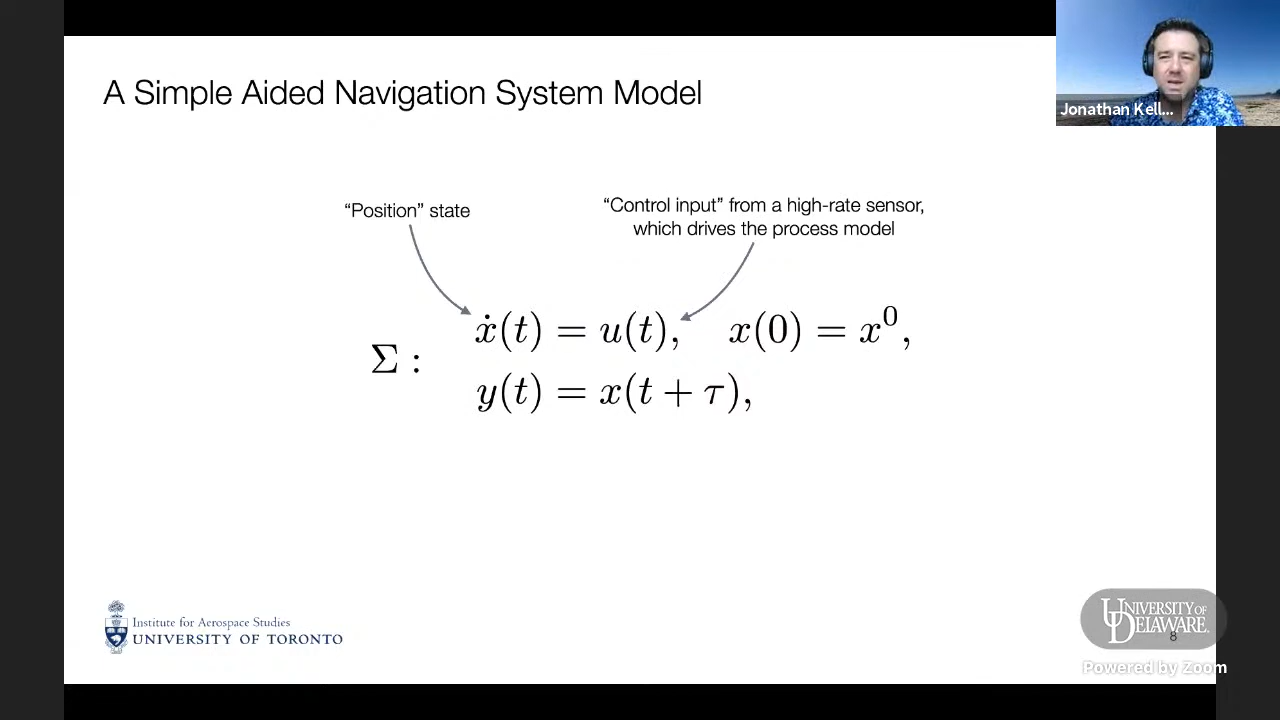 A Simple Aided Navigation System Model
Jonathan Kell...
“Position” state
“Control input” from a high-rate sensor,
which drives the process model
Σ :
ẋ(t) = u(t), x(0) = x⁰,
y(t) = x(t + τ),
Institute for Aerospace Studies
UNIVERSITY OF TORONTO
UNIVERSITY OF
DELAWARE.
8
Powered by Zoom